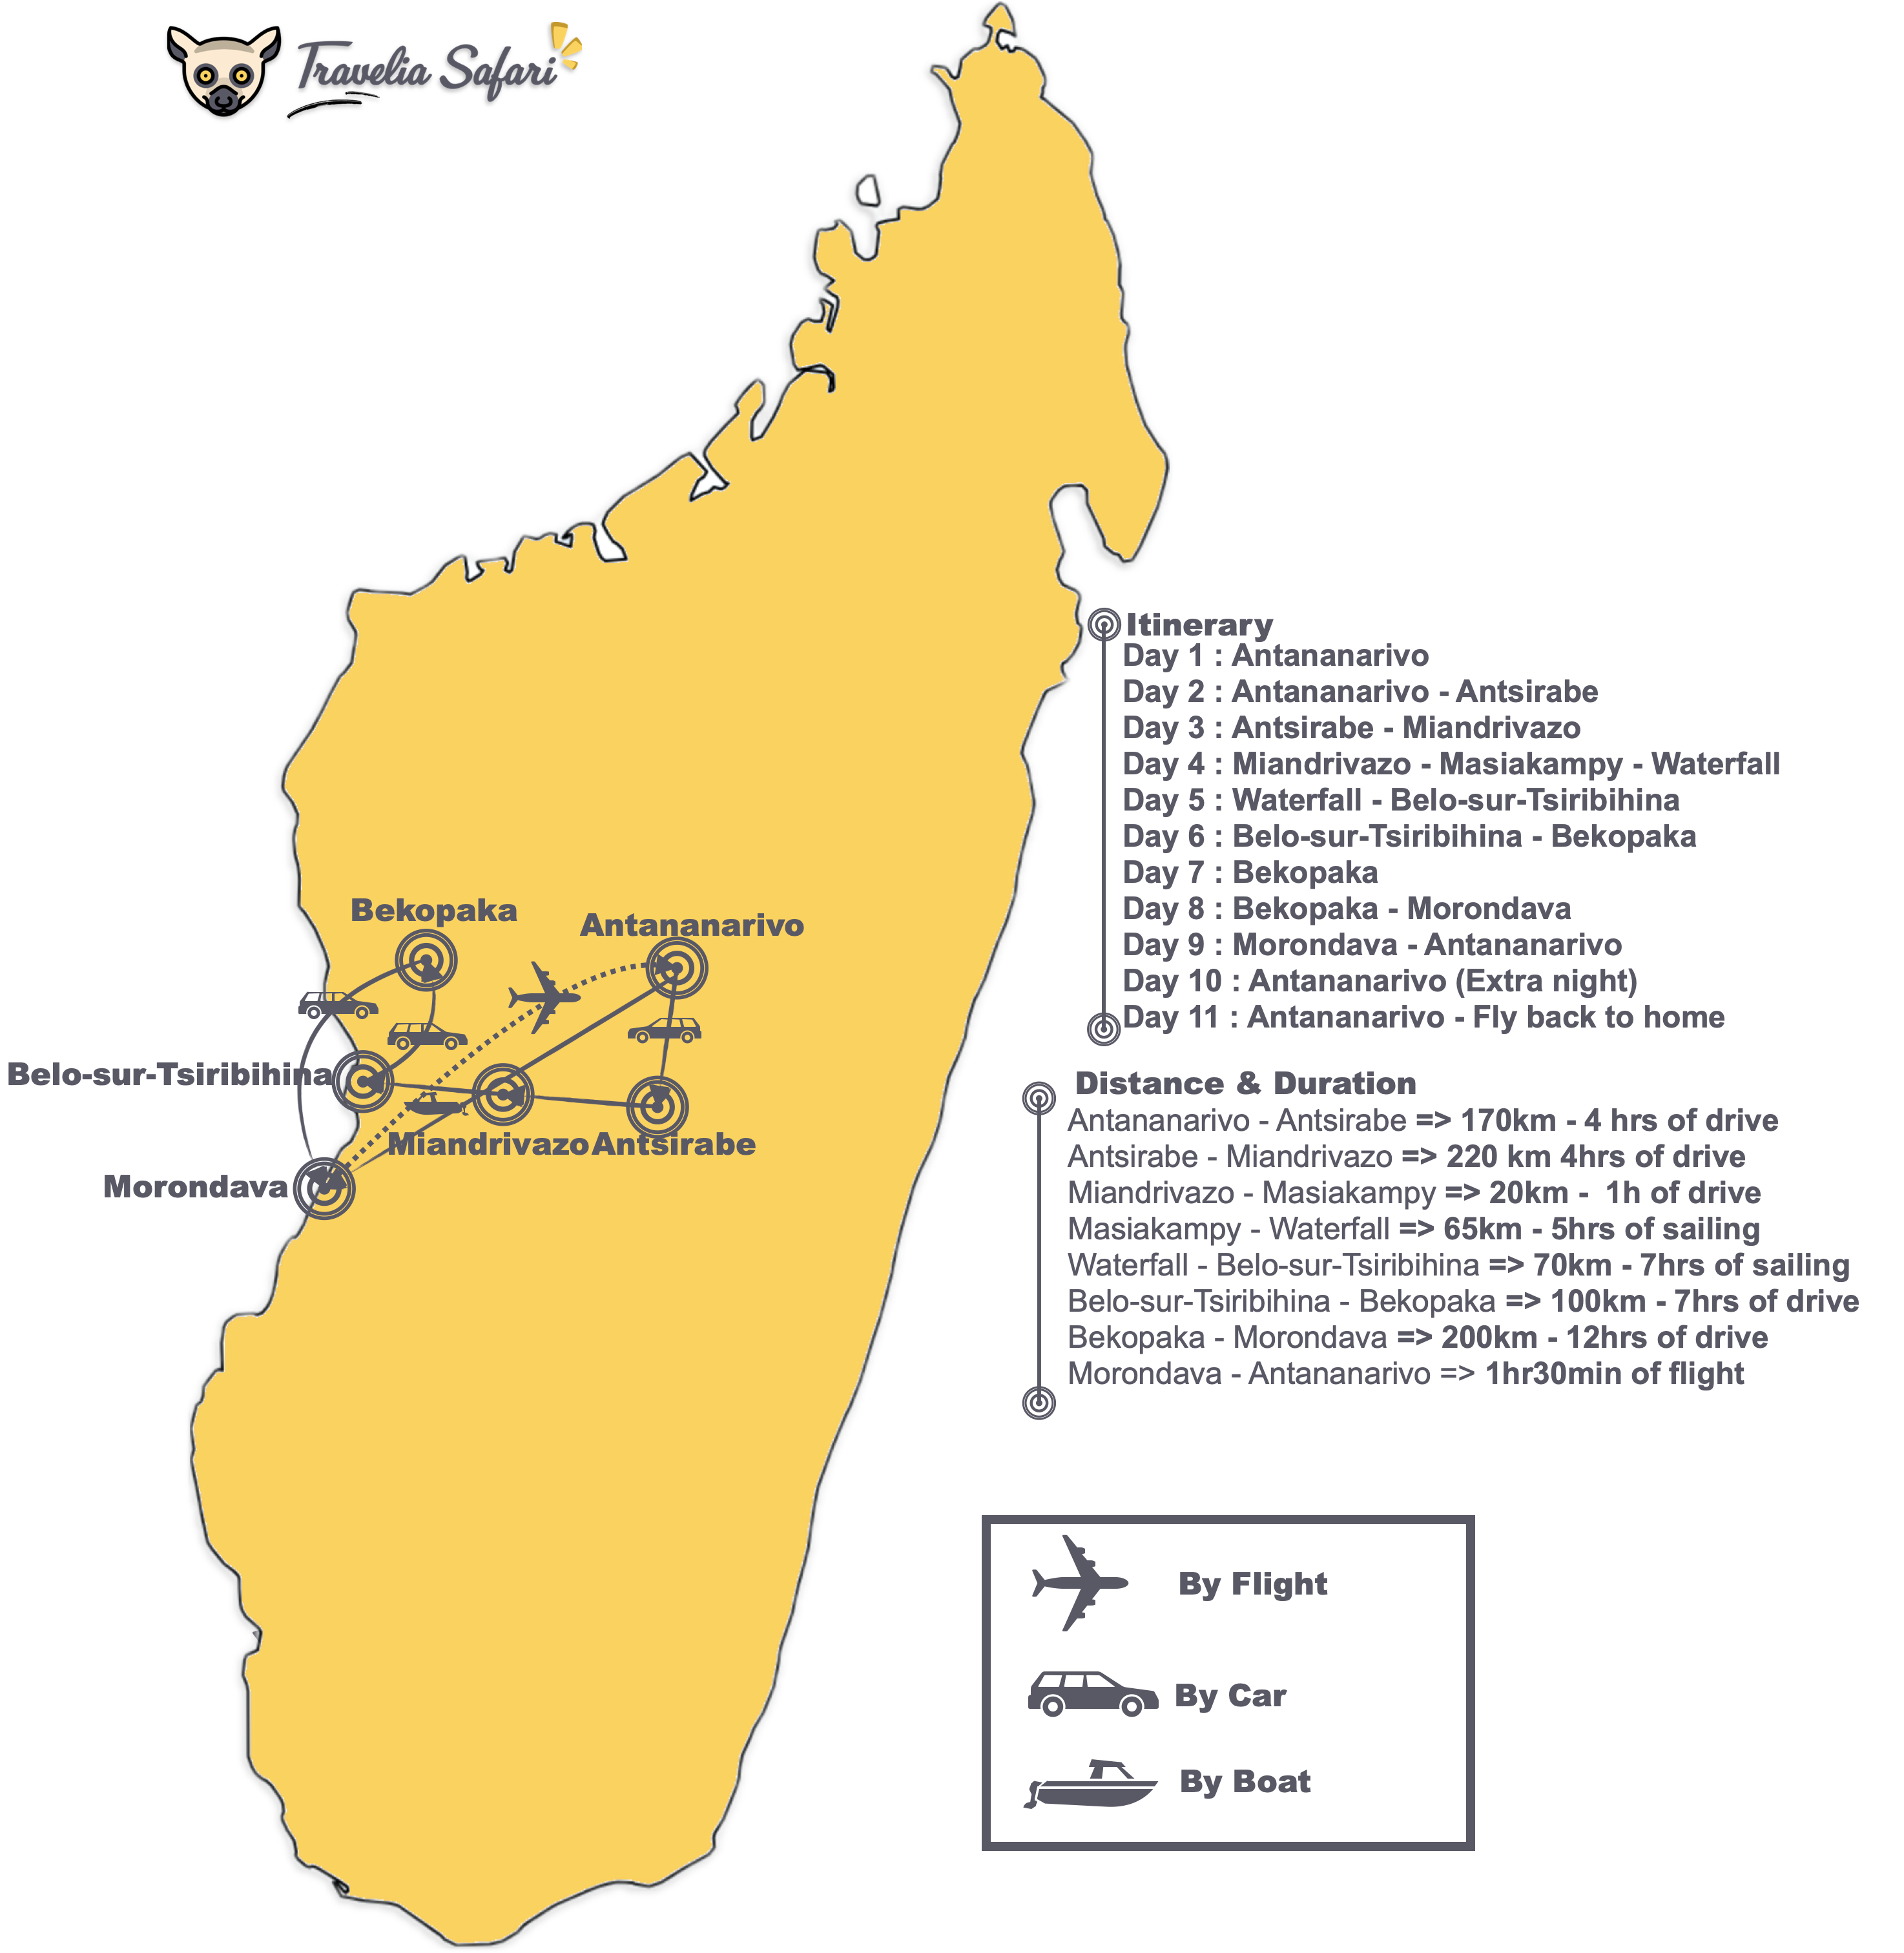 Travelia Safari
Bekopaka
Antananarivo
Belo-sur-Tsiribihina
Miandrivazo
Antsirabe
Morondava
Itinerary
Day 1 : Antananarivo
Day 2 : Antananarivo - Antsirabe
Day 3 : Antsirabe - Miandrivazo
Day 4 : Miandrivazo - Masiakampy - Waterfall
Day 5 : Waterfall - Belo-sur-Tsiribihina
Day 6 : Belo-sur-Tsiribihina - Bekopaka
Day 7 : Bekopaka
Day 8 : Bekopaka - Morondava
Day 9 : Morondava - Antananarivo
Day 10 : Antananarivo (Extra night)
Day 11 : Antananarivo - Fly back to home
Distance & Duration
Antananarivo - Antsirabe => 170km - 4 hrs of drive
Antsirabe - Miandrivazo => 220 km 4hrs of drive
Miandrivazo - Masiakampy => 20km -  1h of drive
Masiakampy - Waterfall => 65km - 5hrs of sailing
Waterfall - Belo-sur-Tsiribihina => 70km - 7hrs of sailing
Belo-sur-Tsiribihina - Bekopaka => 100km - 7hrs of drive
Bekopaka - Morondava => 200km - 12hrs of drive
Morondava - Antananarivo => 1hr30min of flight
By Flight
By Car
By Boat